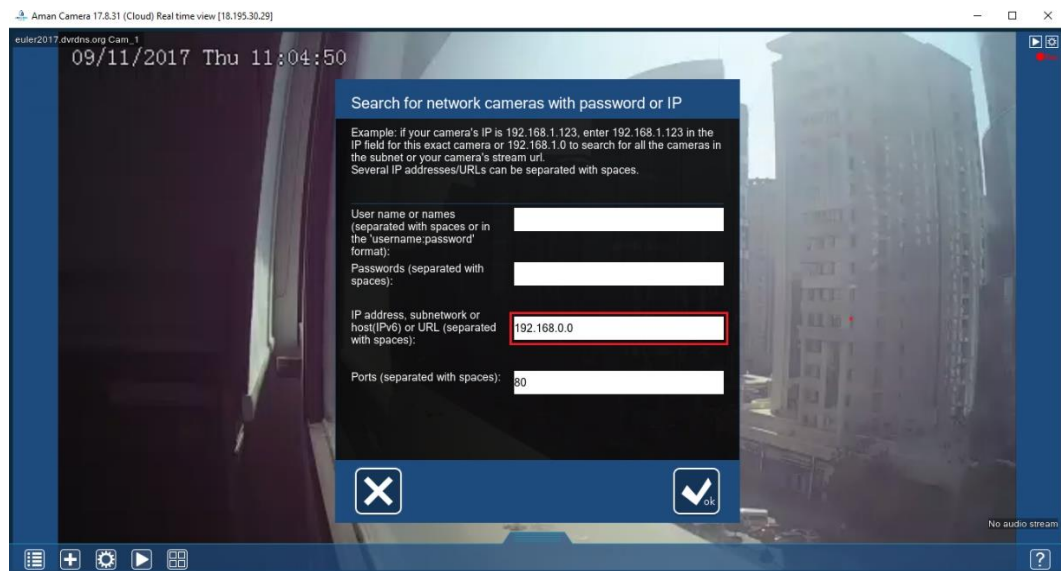 Aman Camera 17.8.31 (Cloud) Real time view [18.195.30.29]
euler2017.dvrdns.org Cam_1
09/11/2017 Thu 11:04:50
Search for network cameras with password or IP
Example: if your camera's IP is 192.168.1.123, enter 192.168.1.123 in the
IP field for this exact camera or 192.168.1.0 to search for all the cameras in
the subnet or your camera's stream url.
Several IP addresses/URLs can be separated with spaces.
User name or names
(separated with spaces or in
the 'username:password'
format):
Passwords (separated with
spaces):
IP address, subnetwork or
host(IPv6) or URL (separated
with spaces):
192.168.0.0
Ports (separated with spaces):
80
ok
No audio stream
?